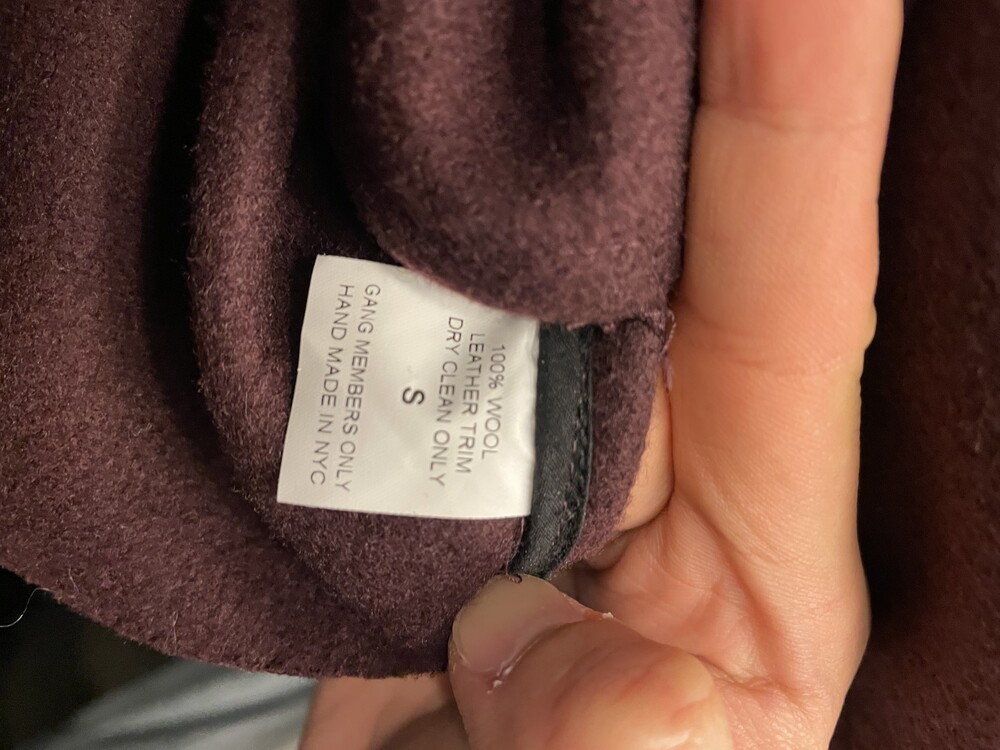 100% WOOL
LEATHER TRIM
DRY CLEAN ONLY
S
GANG MEMBERS ONLY
HAND MADE IN NYC